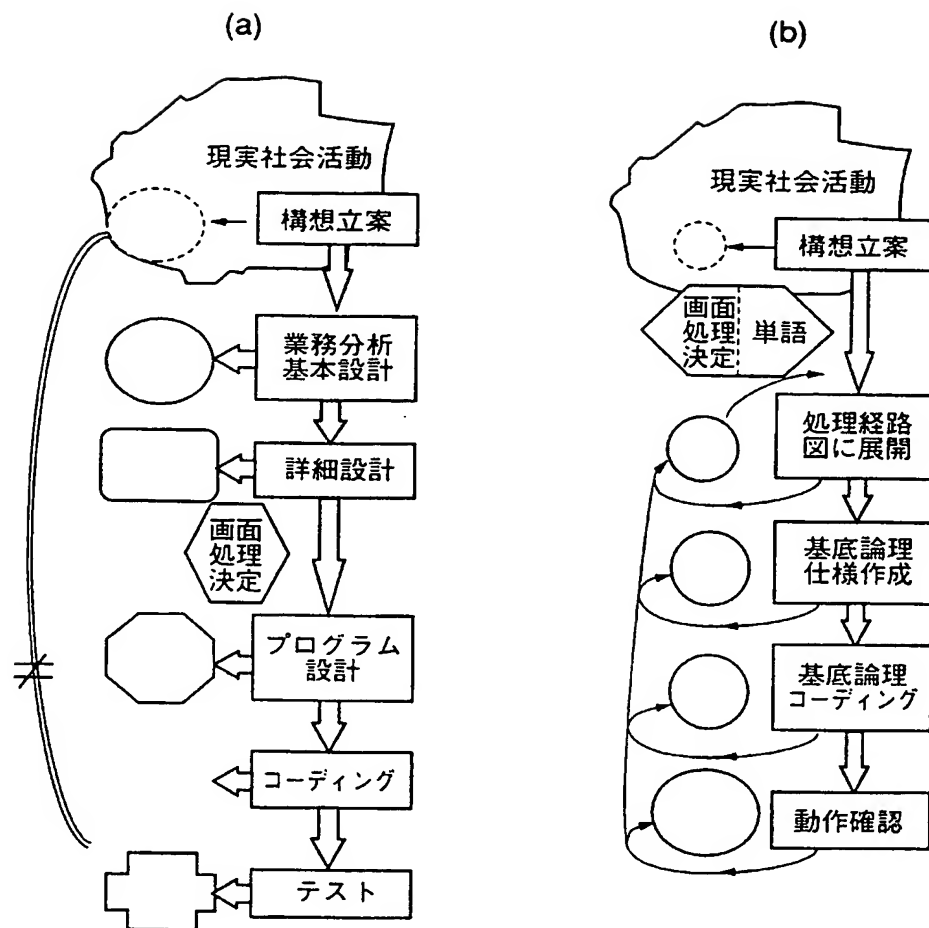 (a)
現実社会活動
構想立案
業務分析
基本設計
詳細設計
画面
処理
決定
プログラム
設計
コーディング
テスト
(b)
現実社会活動
構想立案
画面
処理
決定
単語
処理経路
図に展開
基底論理
仕様作成
基底論理
コーディング
動作確認